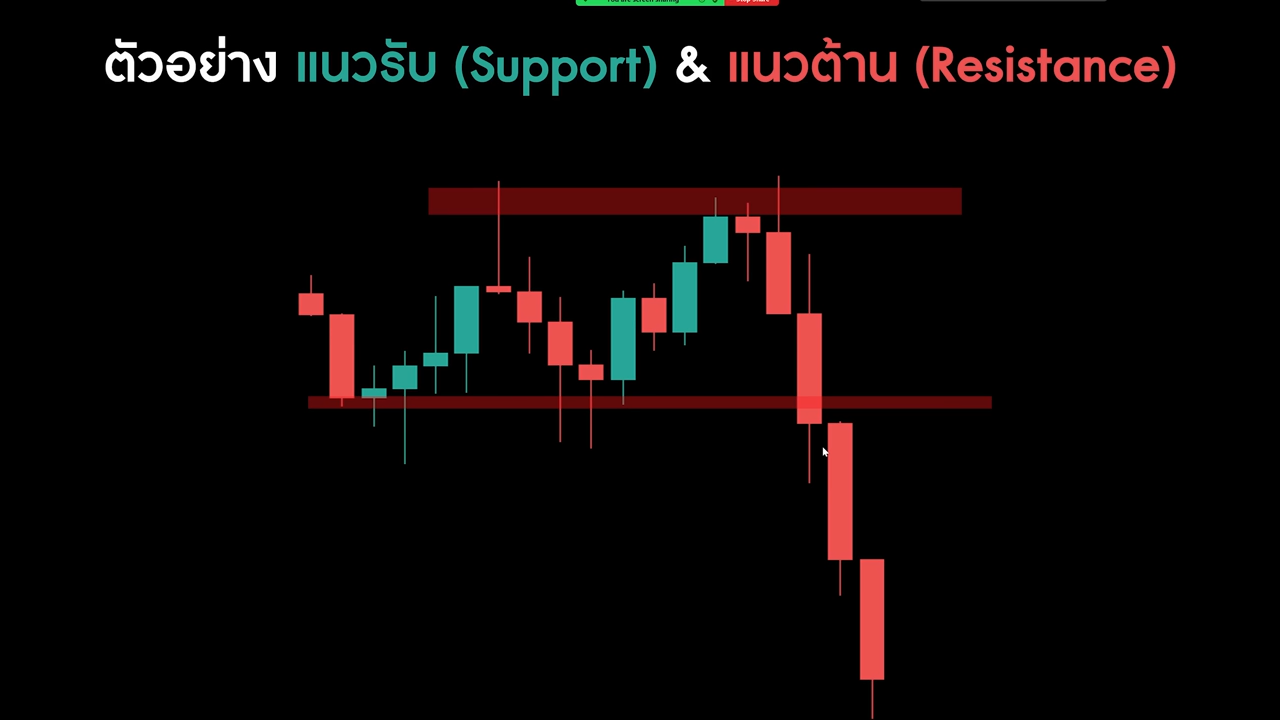 ตัวอย่าง แนวรับ (Support) & แนวต้าน (Resistance)